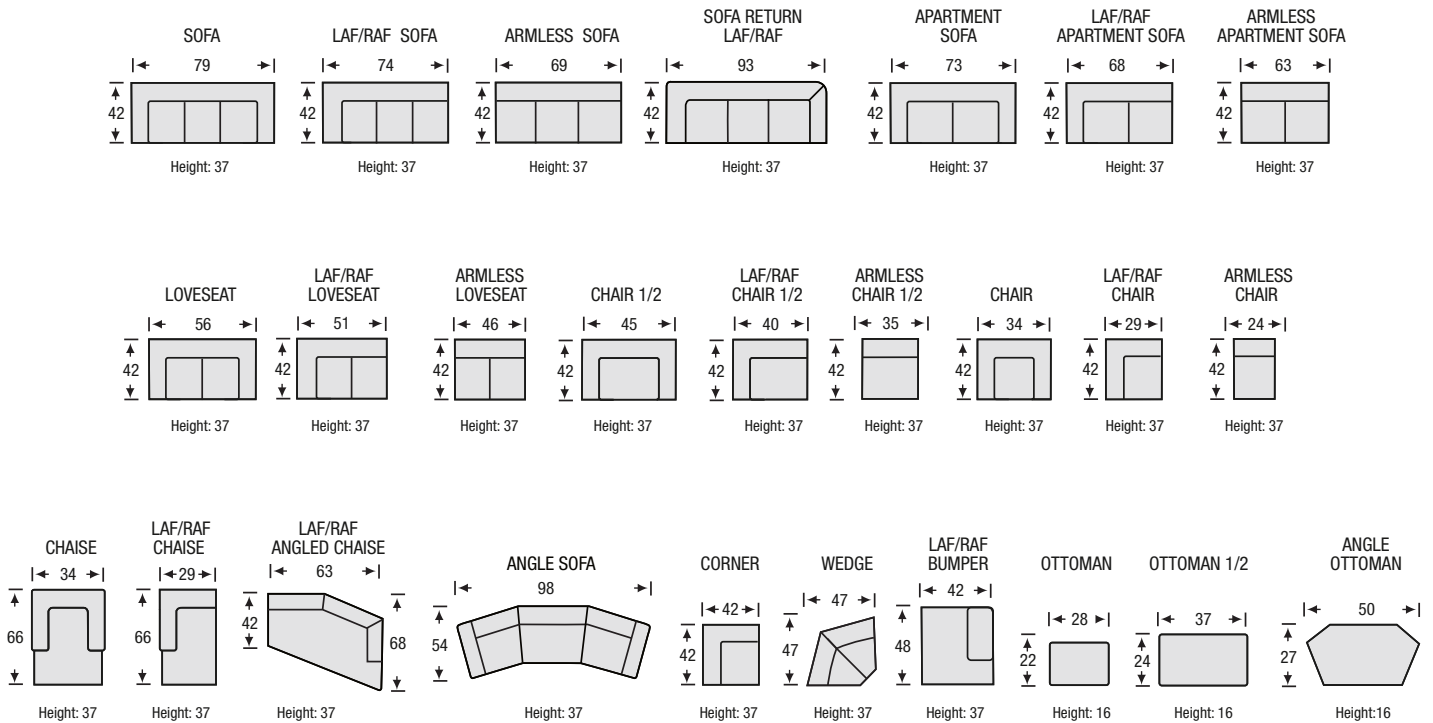 SOFA
79
42
Height: 37
LAF/RAF SOFA
74
42
Height: 37
ARMLESS SOFA
69
42
Height: 37
SOFA RETURN
LAF/RAF
93
42
Height: 37
APARTMENT
SOFA
73
42
Height: 37
LAF/RAF
APARTMENT SOFA
68
42
Height: 37
ARMLESS
APARTMENT SOFA
63
42
Height: 37
LOVESEAT
56
42
Height: 37
LAF/RAF
LOVESEAT
51
42
Height: 37
ARMLESS
LOVESEAT
46
42
Height: 37
CHAIR 1/2
45
42
Height: 37
LAF/RAF
CHAIR 1/2
40
42
Height: 37
ARMLESS
CHAIR 1/2
35
42
Height: 37
CHAIR
34
42
Height: 37
LAF/RAF
CHAIR
29
42
Height: 37
ARMLESS
CHAIR
24
42
Height: 37
CHAISE
34
66
Height: 37
LAF/RAF
CHAISE
29
66
Height: 37
LAF/RAF
ANGLED CHAISE
63
42
68
Height: 37
ANGLE SOFA
98
54
Height: 37
CORNER
42
42
Height: 37
WEDGE
47
47
Height: 37
LAF/RAF
BUMPER
42
48
Height: 37
OTTOMAN
28
22
Height: 16
OTTOMAN 1/2
37
24
Height: 16
ANGLE
OTTOMAN
50
27
Height:16